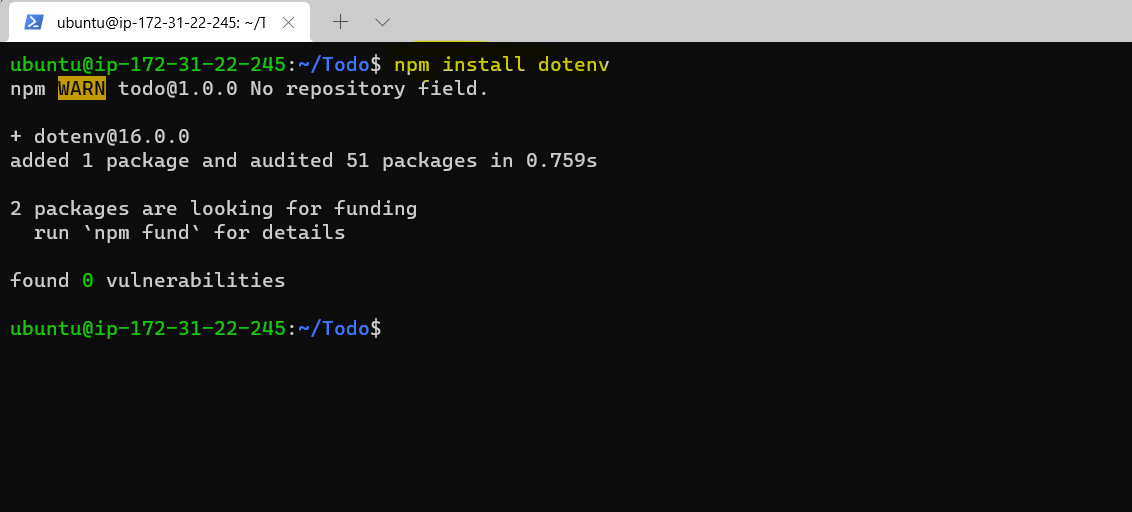 ubuntu@ip-172-31-22-245: ~/T
ubuntu@ip-172-31-22-245:~/Todo$ npm install dotenv
npm WARN todo@1.0.0 No repository field.
+ dotenv@16.0.0
added 1 package and audited 51 packages in 0.759s
2 packages are looking for funding
  run `npm fund` for details
found 0 vulnerabilities
ubuntu@ip-172-31-22-245:~/Todo$